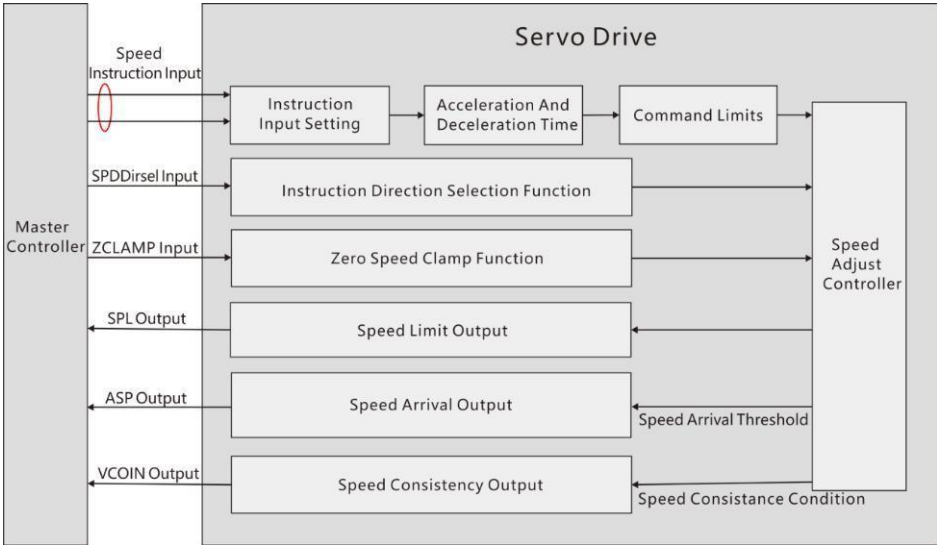 Servo Drive
Speed
Instruction Input
Instruction
Input Setting
Acceleration And
Deceleration Time
Command Limits
SPDDirsel Input
Instruction Direction Selection Function
Master
Controller
ZCLAMP Input
Zero Speed Clamp Function
Speed
Adjust
Controller
SPL Output
Speed Limit Output
ASP Output
Speed Arrival Output
Speed Arrival Threshold
VCOIN Output
Speed Consistency Output
Speed Consistance Condition